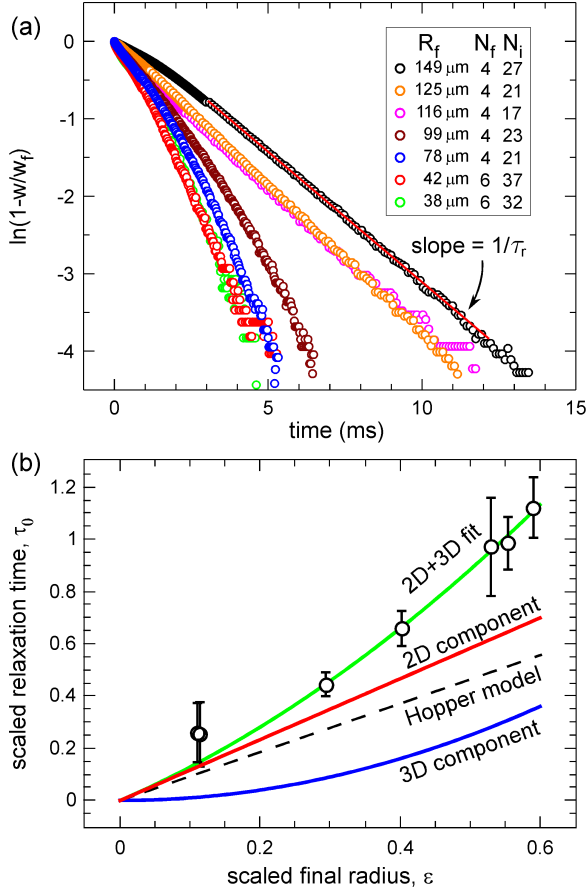 (a)
R_f N_f N_i
149 μm 4 27
125 μm 4 21
116 μm 4 17
99 μm 4 23
78 μm 4 21
42 μm 6 37
38 μm 6 32
slope = 1/τ_r
ln(1-w/w_f)
0
-1
-2
-3
-4
0 5 10 15
time (ms)
(b)
scaled relaxation time, τ_0
1.2
1.0
0.8
0.6
0.4
0.2
0
2D+3D fit
2D component
Hopper model
3D component
0 0.2 0.4 0.6
scaled final radius, ε